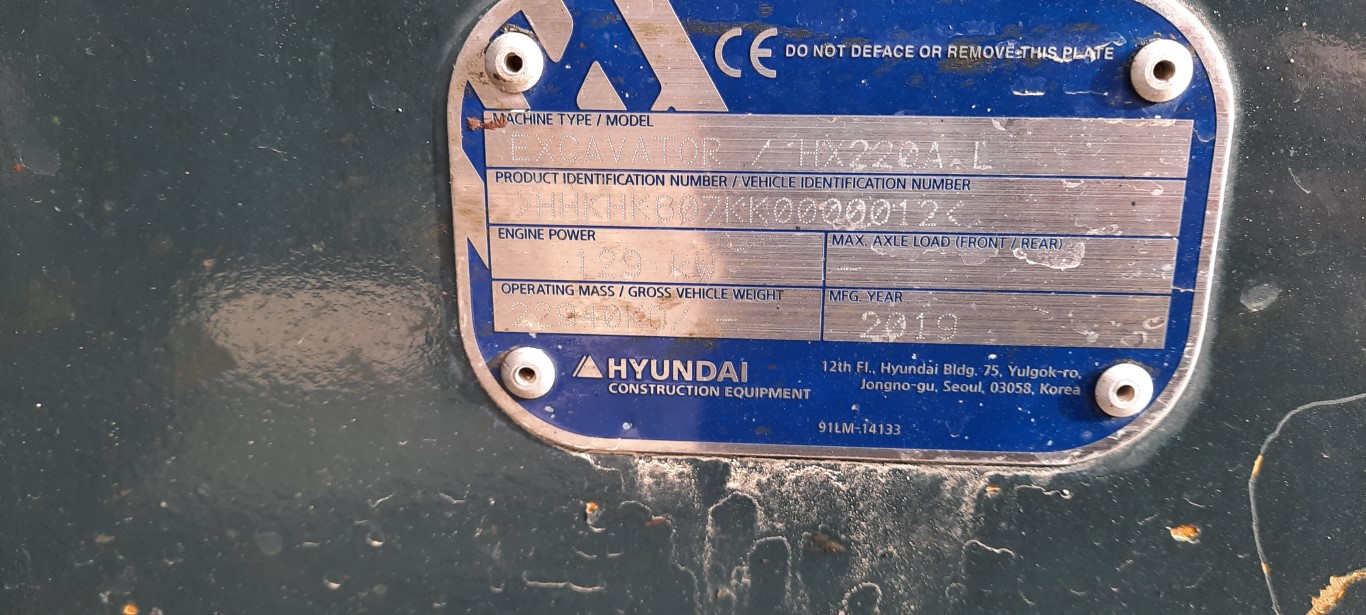 CE DO NOT DEFACE OR REMOVE THIS PLATE
MACHINE TYPE / MODEL
EXCAVATOR / HX220A L
PRODUCT IDENTIFICATION NUMBER / VEHICLE IDENTIFICATION NUMBER
ENGINE POWER
129 kW
MAX. AXLE LOAD (FRONT / REAR)
OPERATING MASS / GROSS VEHICLE WEIGHT
MFG. YEAR
2019
HYUNDAI
CONSTRUCTION EQUIPMENT
12th Fl., Hyundai Bldg. 75, Yulgok-ro,
Jongno-gu, Seoul, 03058, Korea
91LM-14133